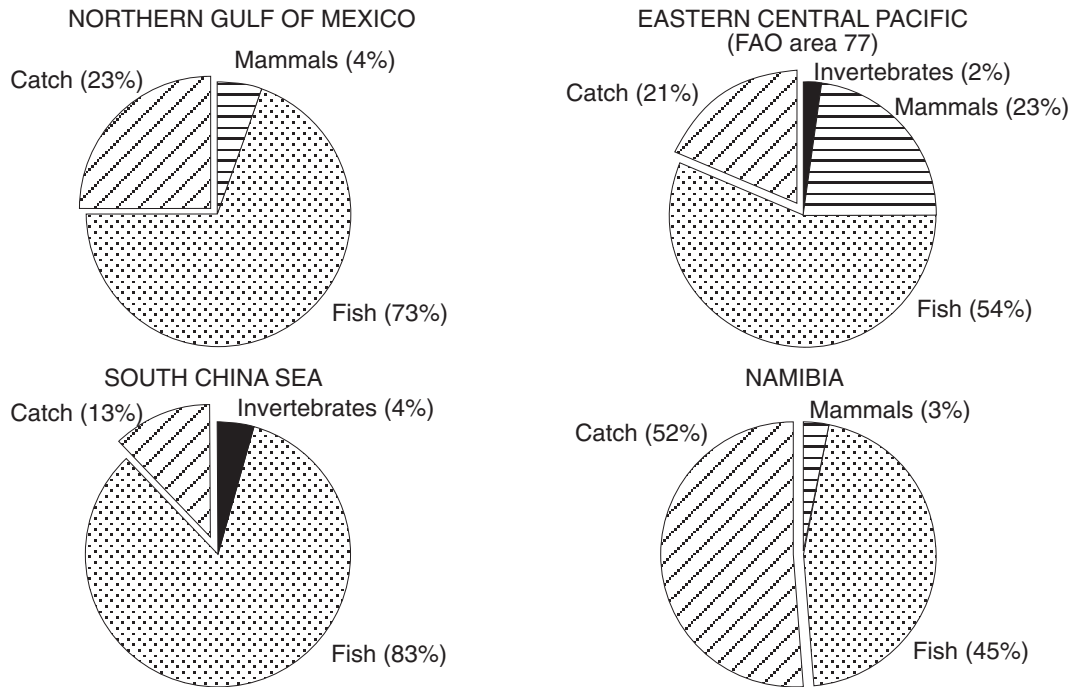 NORTHERN GULF OF MEXICO
Mammals (4%)
Catch (23%)
Fish (73%)
EASTERN CENTRAL PACIFIC
(FAO area 77)
Invertebrates (2%)
Catch (21%)
Mammals (23%)
Fish (54%)
SOUTH CHINA SEA
Catch (13%)
Invertebrates (4%)
Fish (83%)
NAMIBIA
Mammals (3%)
Catch (52%)
Fish (45%)